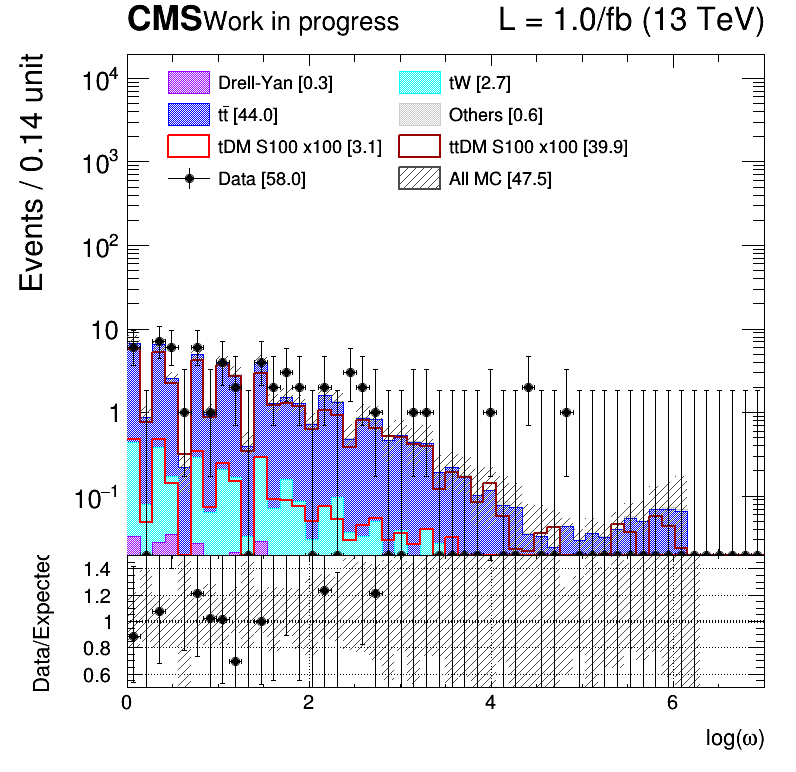 CMS Work in progress L = 1.0/fb (13 TeV)
Events / 0.14 unit
10⁴
10³
10²
10
1
10⁻¹
Drell-Yan [0.3] tW [2.7]
tt̄ [44.0] Others [0.6]
tDM S100 x100 [3.1] ttDM S100 x100 [39.9]
Data [58.0] All MC [47.5]
Data/Expected
1.4
1.2
1
0.8
0.6
0 2 4 6
log(ω)